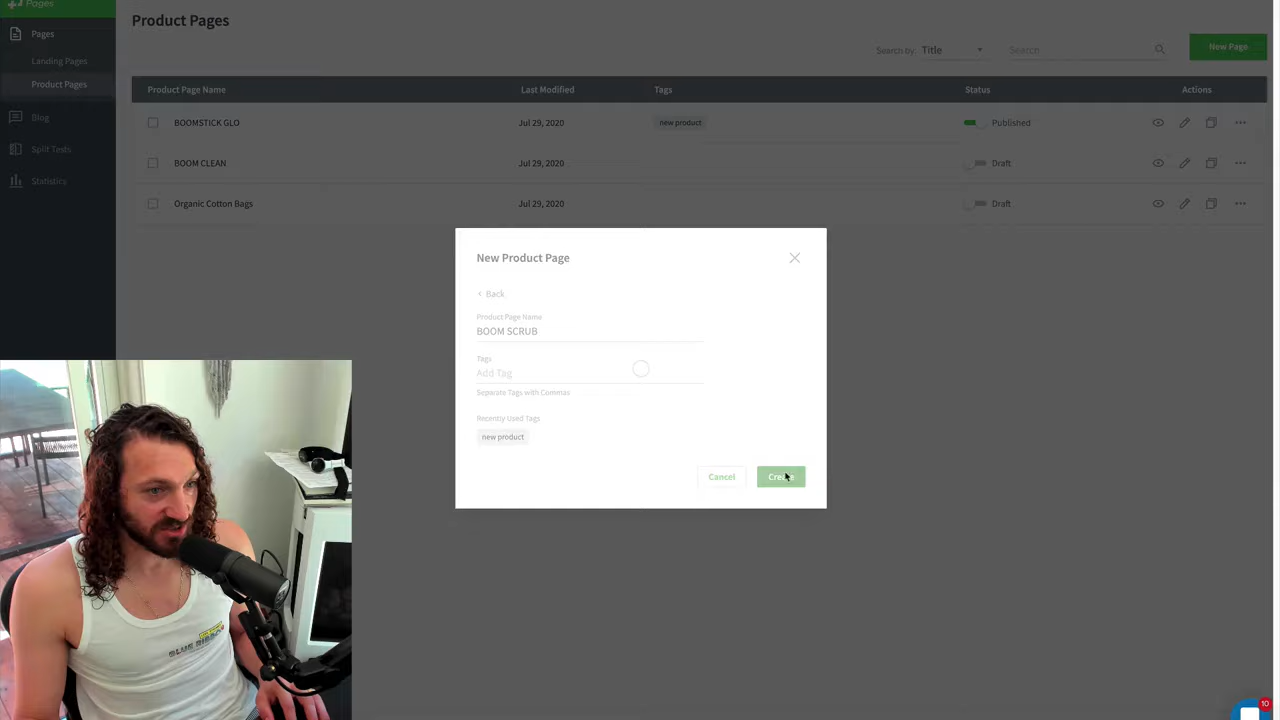 Pages
Product Pages
Pages
Landing Pages
Product Pages
Blog
Split Tests
Statistics
Search by: Title
Search
New Page
Product Page Name Last Modified Tags Status Actions
BOOMSTICK GLO Jul 29, 2020 new product Published
BOOM CLEAN Jul 29, 2020 Draft
Organic Cotton Bags Jul 29, 2020 Draft
New Product Page
Back
Product Page Name
BOOM SCRUB
Tags
Add Tag
Separate Tags with Commas
Recently Used Tags
new product
Cancel Create
10